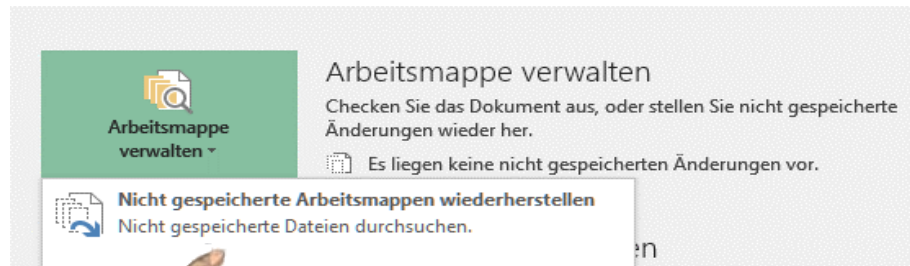 Arbeitsmappe verwalten
Checken Sie das Dokument aus, oder stellen Sie nicht gespeicherte
Änderungen wieder her.
Es liegen keine nicht gespeicherten Änderungen vor.
Arbeitsmappe
verwalten
Nicht gespeicherte Arbeitsmappen wiederherstellen
Nicht gespeicherte Dateien durchsuchen.